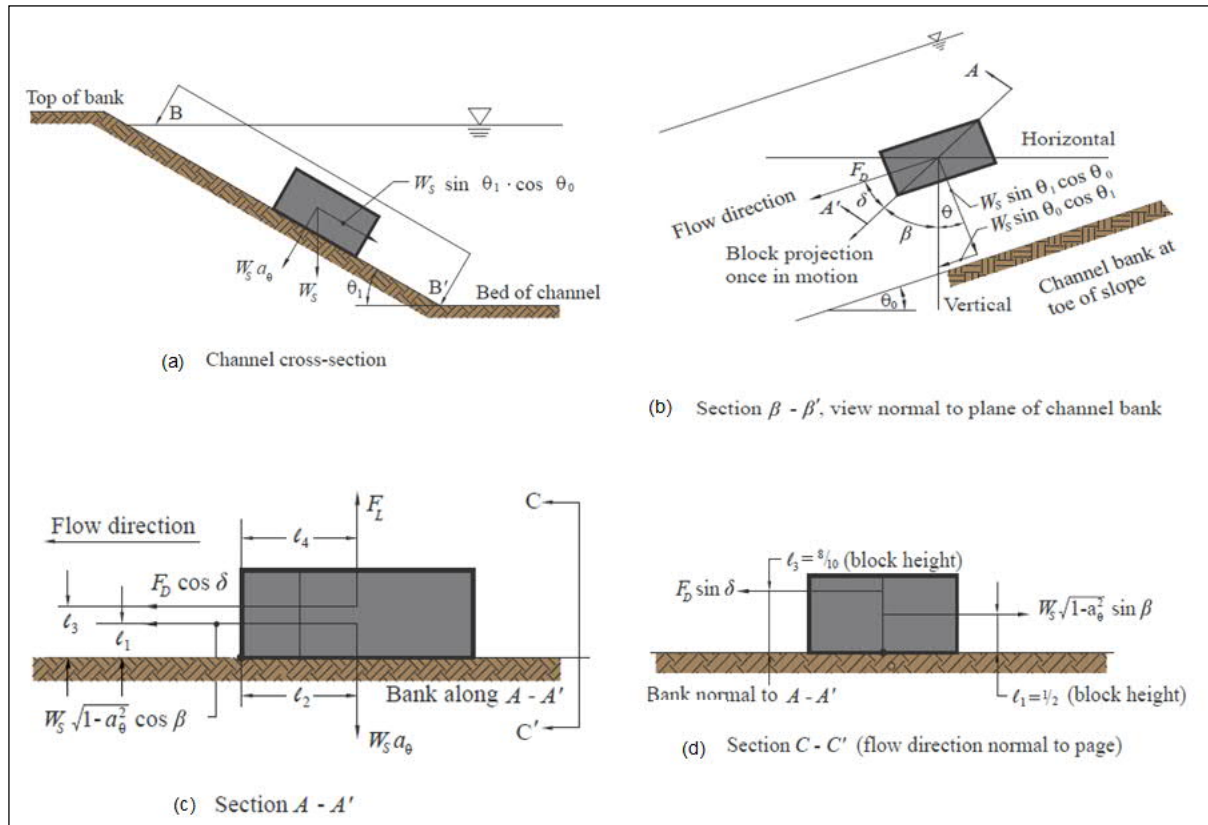 Top of bank
B
W_S sin θ_1 · cos θ_0
W_S a_θ
W_S
θ_1
B'
Bed of channel
(a) Channel cross-section
A
Horizontal
F_D
W_S sin θ_1 cos θ_0
W_S sin θ_0 cos θ_1
δ
θ
A'
Flow direction
β
Block projection
once in motion
Channel bank at
toe of slope
θ_0
Vertical
(b) Section β - β', view normal to plane of channel bank
F_L
C
Flow direction
ℓ_4
F_D cos δ
ℓ_3
ℓ_1
ℓ_2
Bank along A - A'
W_S √1-a_θ^2 cos β
W_S a_θ
C'
(c) Section A - A'
ℓ_3 = 8/10 (block height)
F_D sin δ
W_S √1-a_θ^2 sin β
o
Bank normal to A - A'
ℓ_1 = 1/2 (block height)
(d) Section C - C' (flow direction normal to page)